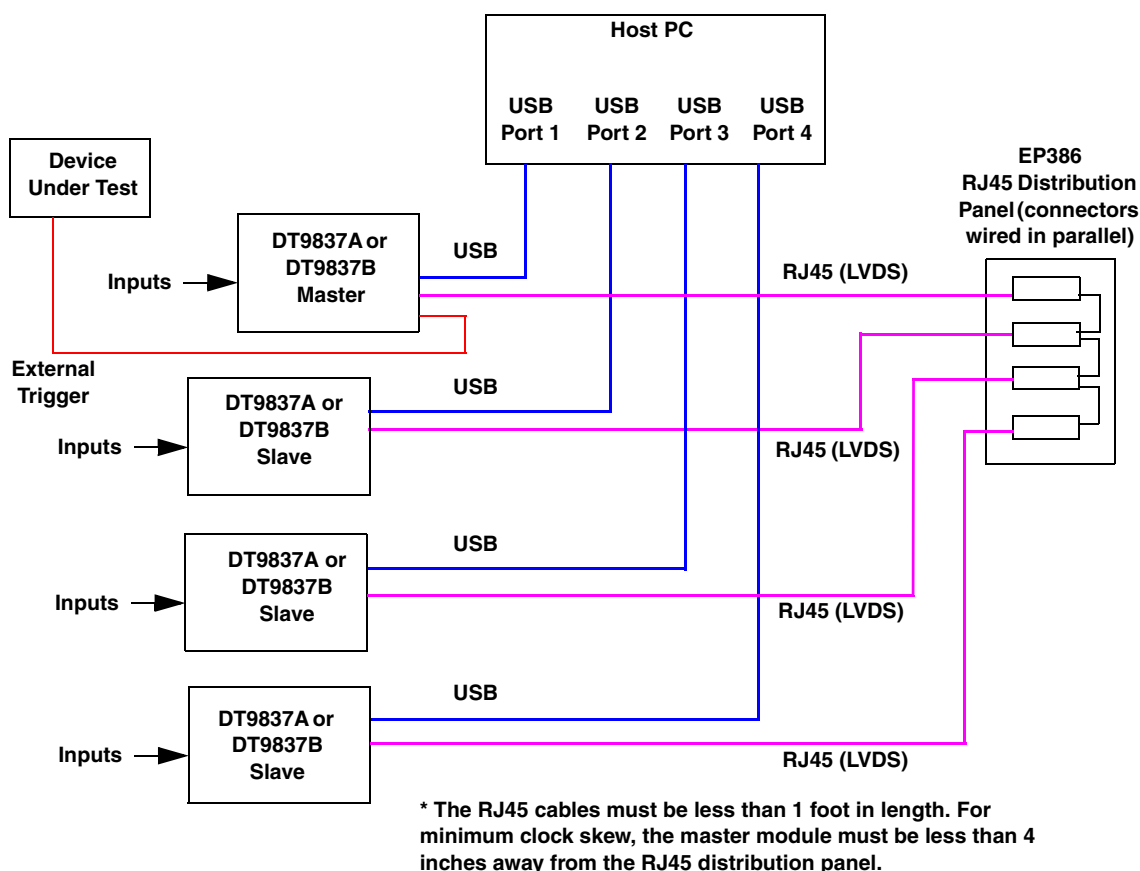 Host PC
USB
Port 1
USB
Port 2
USB
Port 3
USB
Port 4
Device
Under Test
EP386
RJ45 Distribution
Panel (connectors
wired in parallel)
DT9837A or
DT9837B
Master
Inputs
USB
RJ45 (LVDS)
External
Trigger
USB
DT9837A or
DT9837B
Slave
Inputs
RJ45 (LVDS)
USB
DT9837A or
DT9837B
Slave
Inputs
RJ45 (LVDS)
USB
DT9837A or
DT9837B
Slave
Inputs
RJ45 (LVDS)
* The RJ45 cables must be less than 1 foot in length. For
minimum clock skew, the master module must be less than 4
inches away from the RJ45 distribution panel.